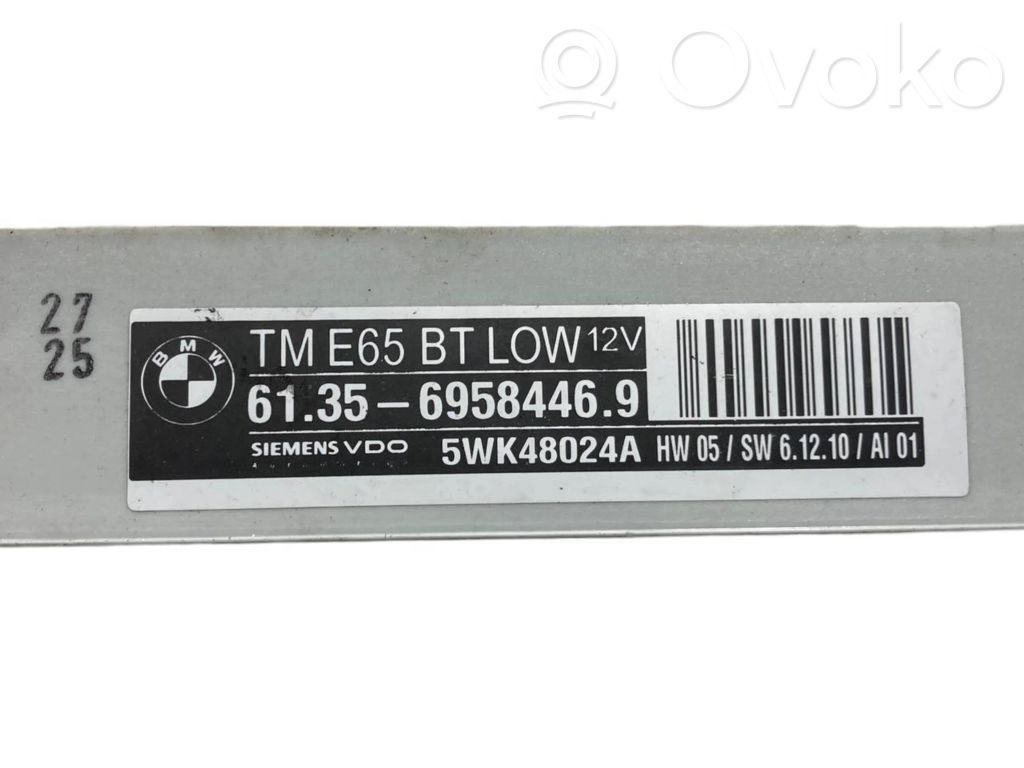 Ovoko
27
25
BMW
TM E65 BT LOW 12V
61.35 – 6958446.9
SIEMENS VDO 5WK48024A HW 05 / SW 6.12.10 / AI 01
Automotive